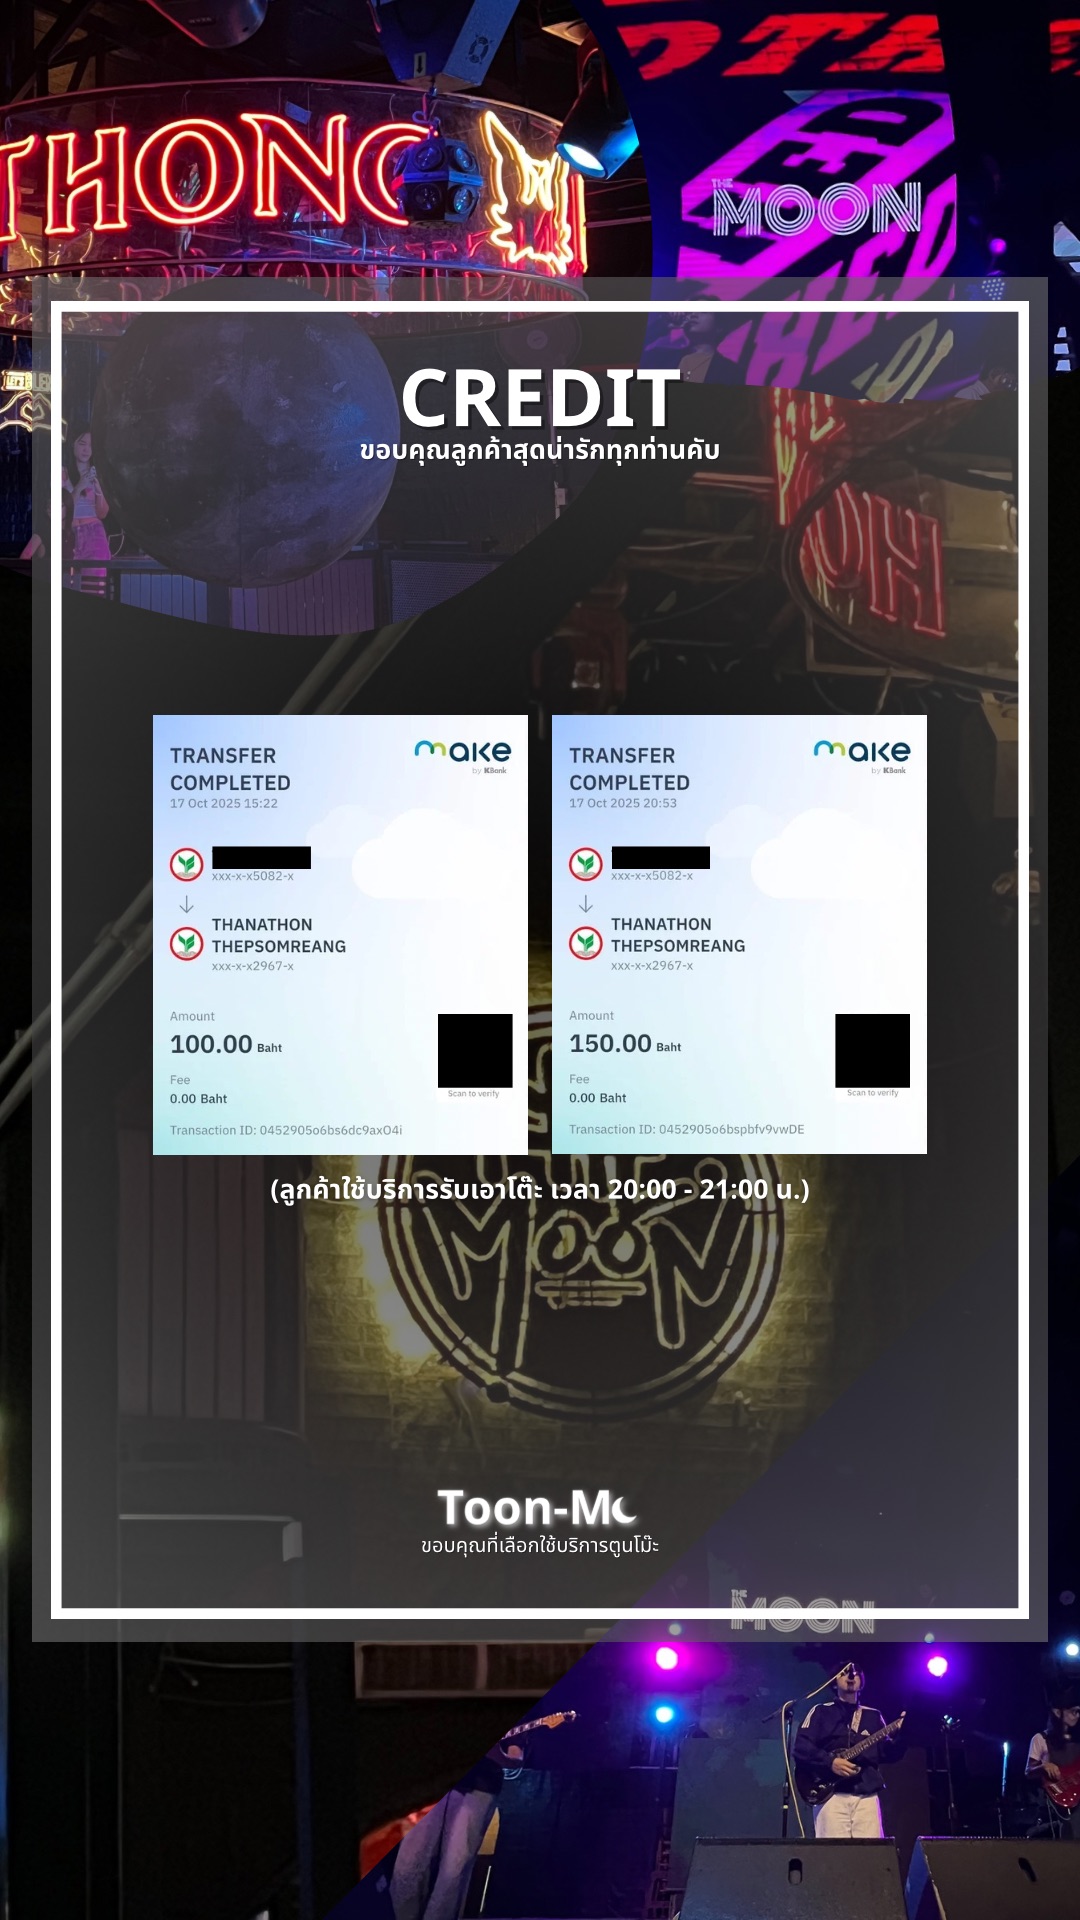 THONG
THE
MOON
CREDIT
ขอบคุณลูกค้าสุดน่ารักทุกท่านคับ
TRANSFER
COMPLETED
17 Oct 2025 15:22
make
by KBank
xxx-x-x5082-x
THANATHON
THEPSOMREANG
xxx-x-x2967-x
Amount
100.00 Baht
Fee
0.00 Baht
Scan to verify
Transaction ID: 0452905o6bs6dc9axO4i
TRANSFER
COMPLETED
17 Oct 2025 20:53
make
by KBank
xxx-x-x5082-x
THANATHON
THEPSOMREANG
xxx-x-x2967-x
Amount
150.00 Baht
Fee
0.00 Baht
Scan to verify
Transaction ID: 0452905o6bspbfv9vwDE
(ลูกค้าใช้บริการรับเอาโต๊ะ เวลา 20:00 - 21:00 น.)
THE
MOON
Toon-M
ขอบคุณที่เลือกใช้บริการตูนโม๊ะ
THE
MOON